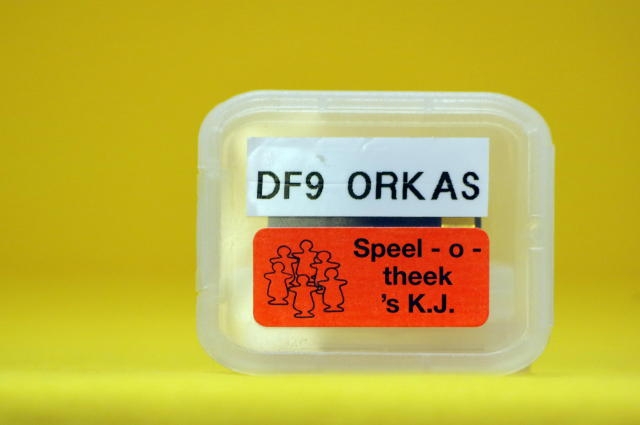 DF9 ORKAS
Speel - o -
theek
's K.J.